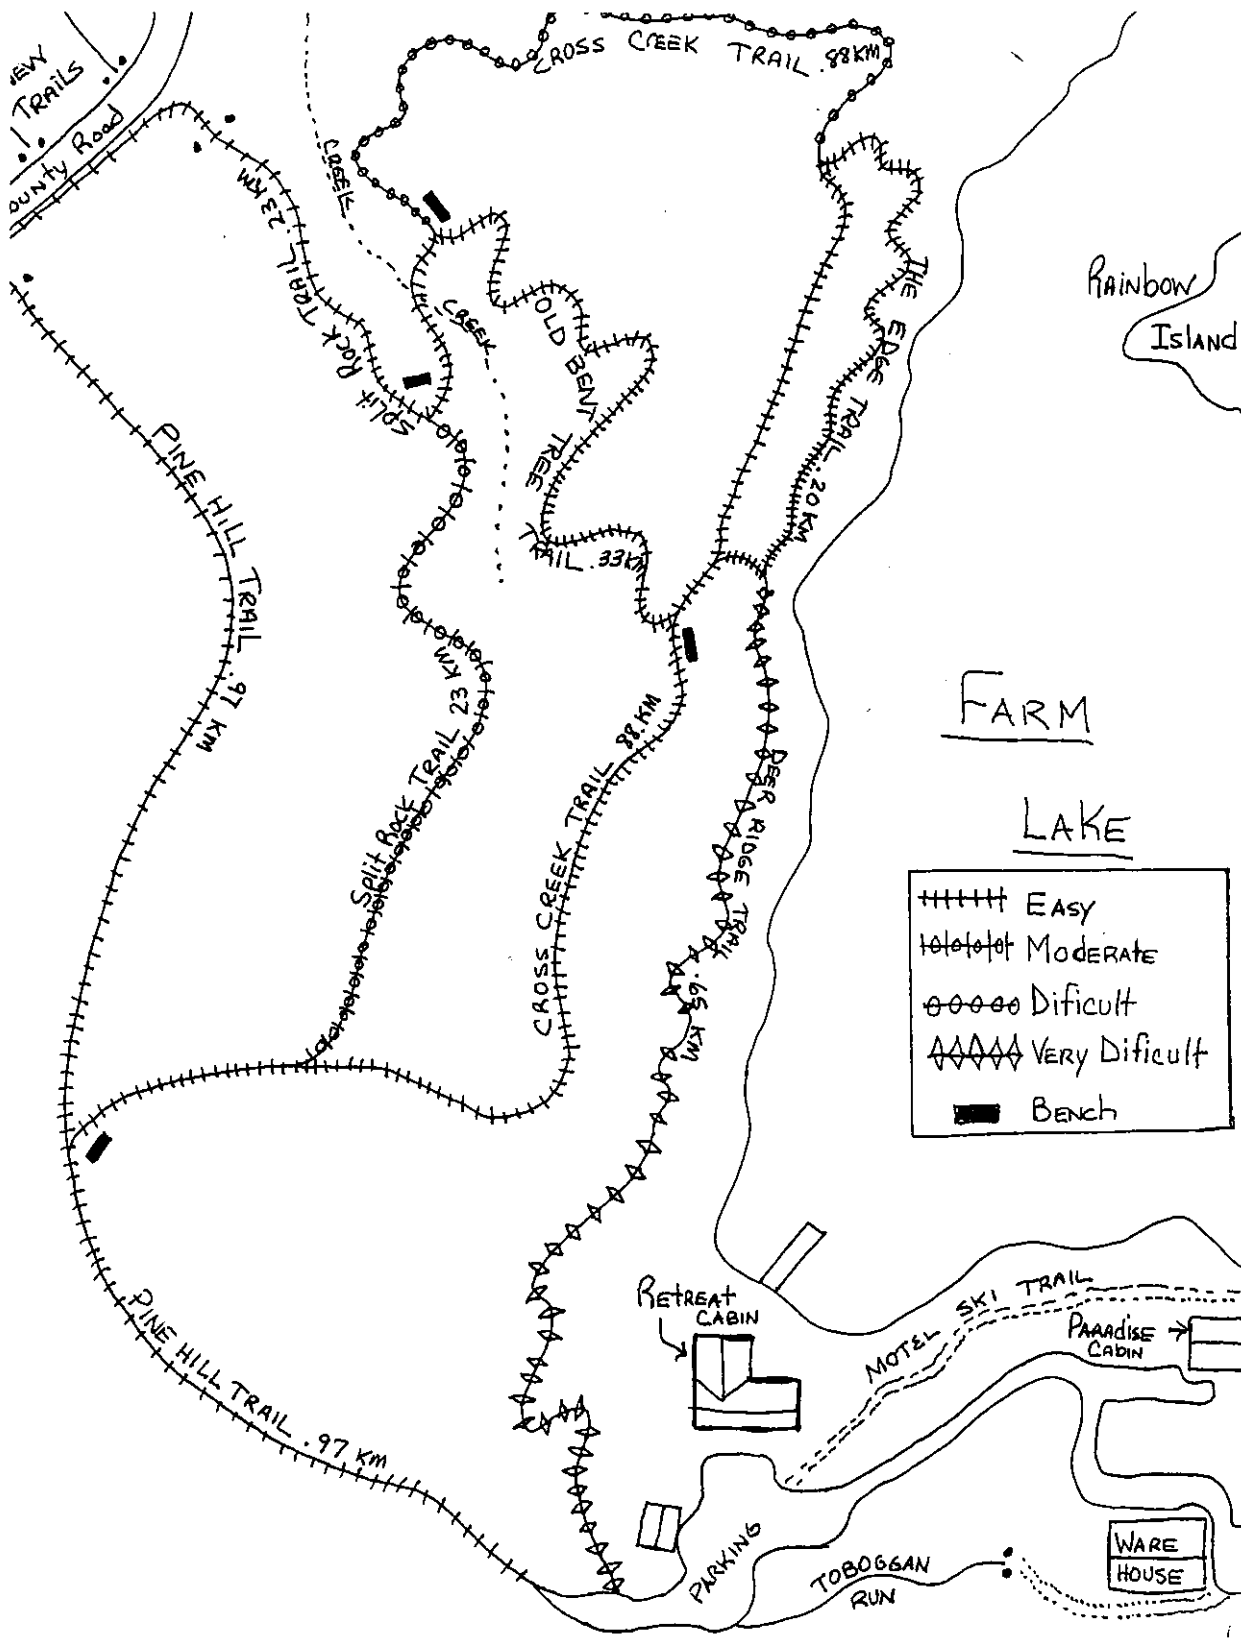 CROSS CREEK TRAIL .88KM
TRAILS
Road
CREEK
.23 KM
SPLIT ROCK TRAIL
CREEK
OLD BENT
TREE
TRAIL .33KM
THE EDGE TRAIL .20KM
RAINBOW
ISLAND
PINE HILL TRAIL .97 KM
Split Rock TRAIL 23 KM
CROSS CREEK TRAIL .88.KM
DEER RIDGE TRAIL
.65 KM
FARM
LAKE
EASY
MODERATE
Dificult
VERY Dificult
BENCH
PINE HILL TRAIL .97 KM
RETREAT
CABIN
MOTEL SKI TRAIL
PARADISE
CABIN
PARKING
TOBOGGAN
RUN
WARE
HOUSE